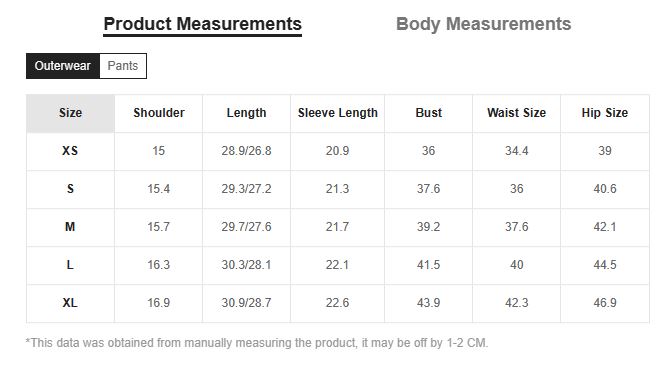 Product Measurements Body Measurements
Outerwear Pants
Size Shoulder Length Sleeve Length Bust Waist Size Hip Size
XS 15 28.9/26.8 20.9 36 34.4 39
S 15.4 29.3/27.2 21.3 37.6 36 40.6
M 15.7 29.7/27.6 21.7 39.2 37.6 42.1
L 16.3 30.3/28.1 22.1 41.5 40 44.5
XL 16.9 30.9/28.7 22.6 43.9 42.3 46.9
*This data was obtained from manually measuring the product, it may be off by 1-2 CM.